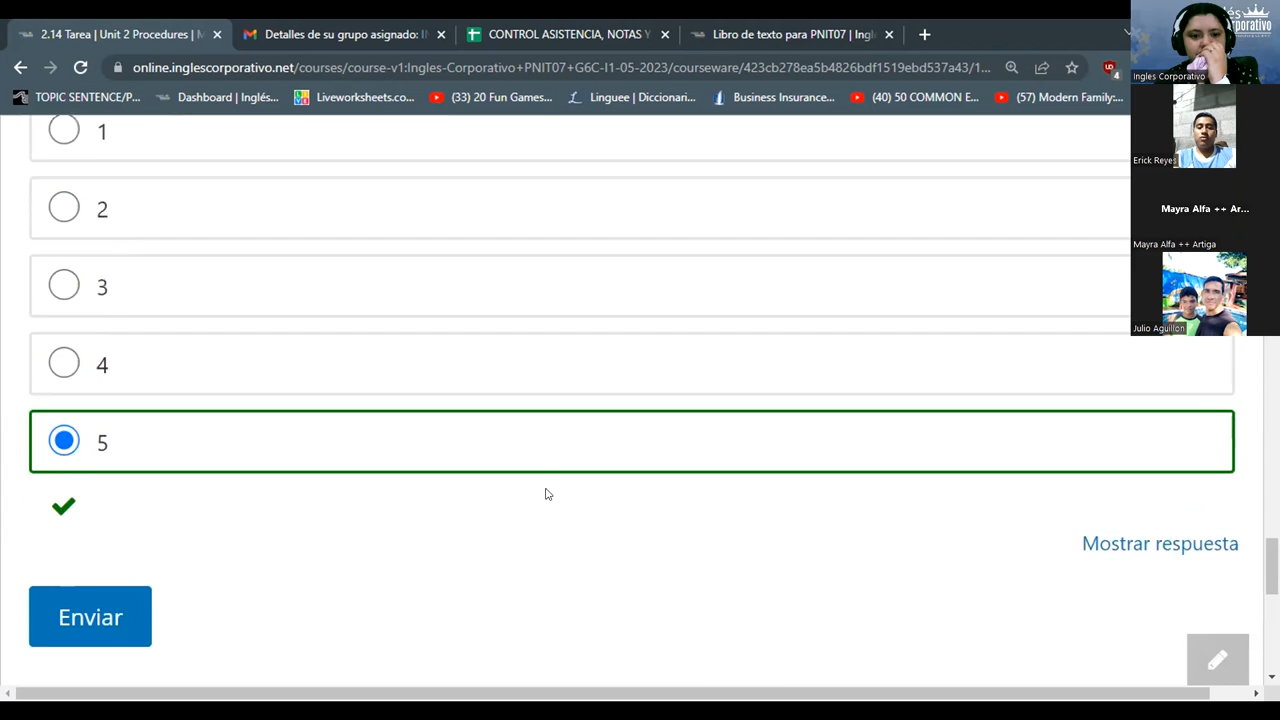 2.14 Tarea | Unit 2 Procedures | M
Detalles de su grupo asignado: II
CONTROL ASISTENCIA, NOTAS Y
Libro de texto para PNIT07 | Ingl
online.inglescorporativo.net/courses/course-v1:Ingles-Corporativo+PNIT07+G6C-I1-05-2023/courseware/423cb278ea5b4826bdf1519ebd537a43/1...
4
TOPIC SENTENCE/P...
Dashboard | Inglés...
Liveworksheets.co...
(33) 20 Fun Games...
Linguee | Diccionari...
Business Insurance...
(40) 50 COMMON E...
(57) Modern Family:...
Ingles Corporativo
Erick Reyes
Mayra Alfa ++ Ar...
Mayra Alfa ++ Artiga
Julio Aguillon
1
2
3
4
5
Mostrar respuesta
Enviar